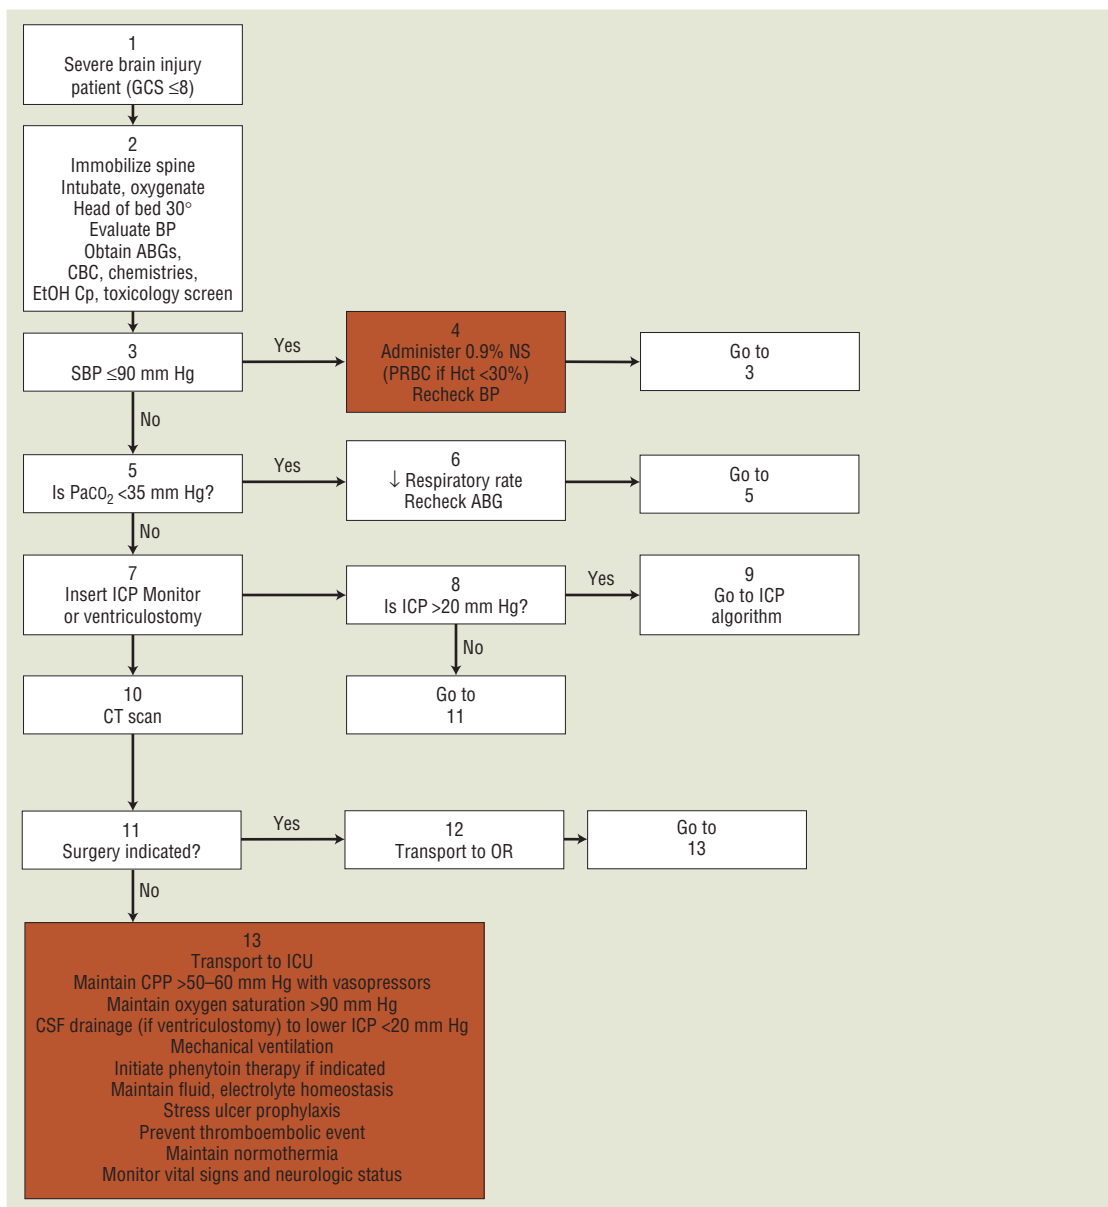 1
Severe brain injury
patient (GCS ≤8)
2
Immobilize spine
Intubate, oxygenate
Head of bed 30°
Evaluate BP
Obtain ABGs,
CBC, chemistries,
EtOH Cp, toxicology screen
3
SBP ≤90 mm Hg
Yes
4
Administer 0.9% NS
(PRBC if Hct <30%)
Recheck BP
Go to
3
No
5
Is PaCO₂ <35 mm Hg?
Yes
6
↓ Respiratory rate
Recheck ABG
Go to
5
No
7
Insert ICP Monitor
or ventriculostomy
8
Is ICP >20 mm Hg?
Yes
9
Go to ICP
algorithm
No
Go to
11
10
CT scan
11
Surgery indicated?
Yes
12
Transport to OR
Go to
13
No
13
Transport to ICU
Maintain CPP >50–60 mm Hg with vasopressors
Maintain oxygen saturation >90 mm Hg
CSF drainage (if ventriculostomy) to lower ICP <20 mm Hg
Mechanical ventilation
Initiate phenytoin therapy if indicated
Maintain fluid, electrolyte homeostasis
Stress ulcer prophylaxis
Prevent thromboembolic event
Maintain normothermia
Monitor vital signs and neurologic status